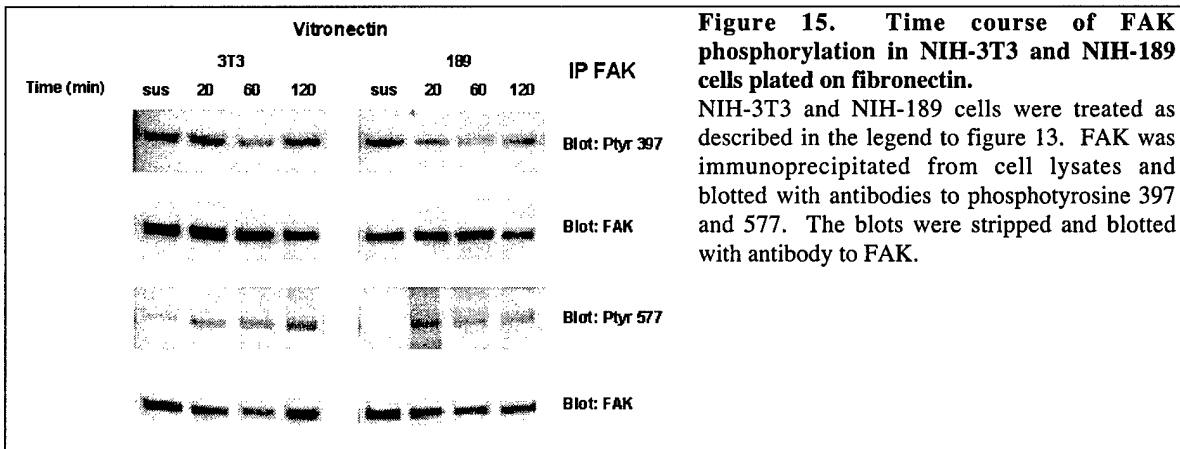 Vitronectin
3T3 189 IP FAK
Time (min) sus 20 60 120 sus 20 60 120
Blot: Ptyr 397
Blot: FAK
Blot: Ptyr 577
Blot: FAK
Figure 15. Time course of FAK
phosphorylation in NIH-3T3 and NIH-189
cells plated on fibronectin.
NIH-3T3 and NIH-189 cells were treated as
described in the legend to figure 13. FAK was
immunoprecipitated from cell lysates and
blotted with antibodies to phosphotyrosine 397
and 577. The blots were stripped and blotted
with antibody to FAK.